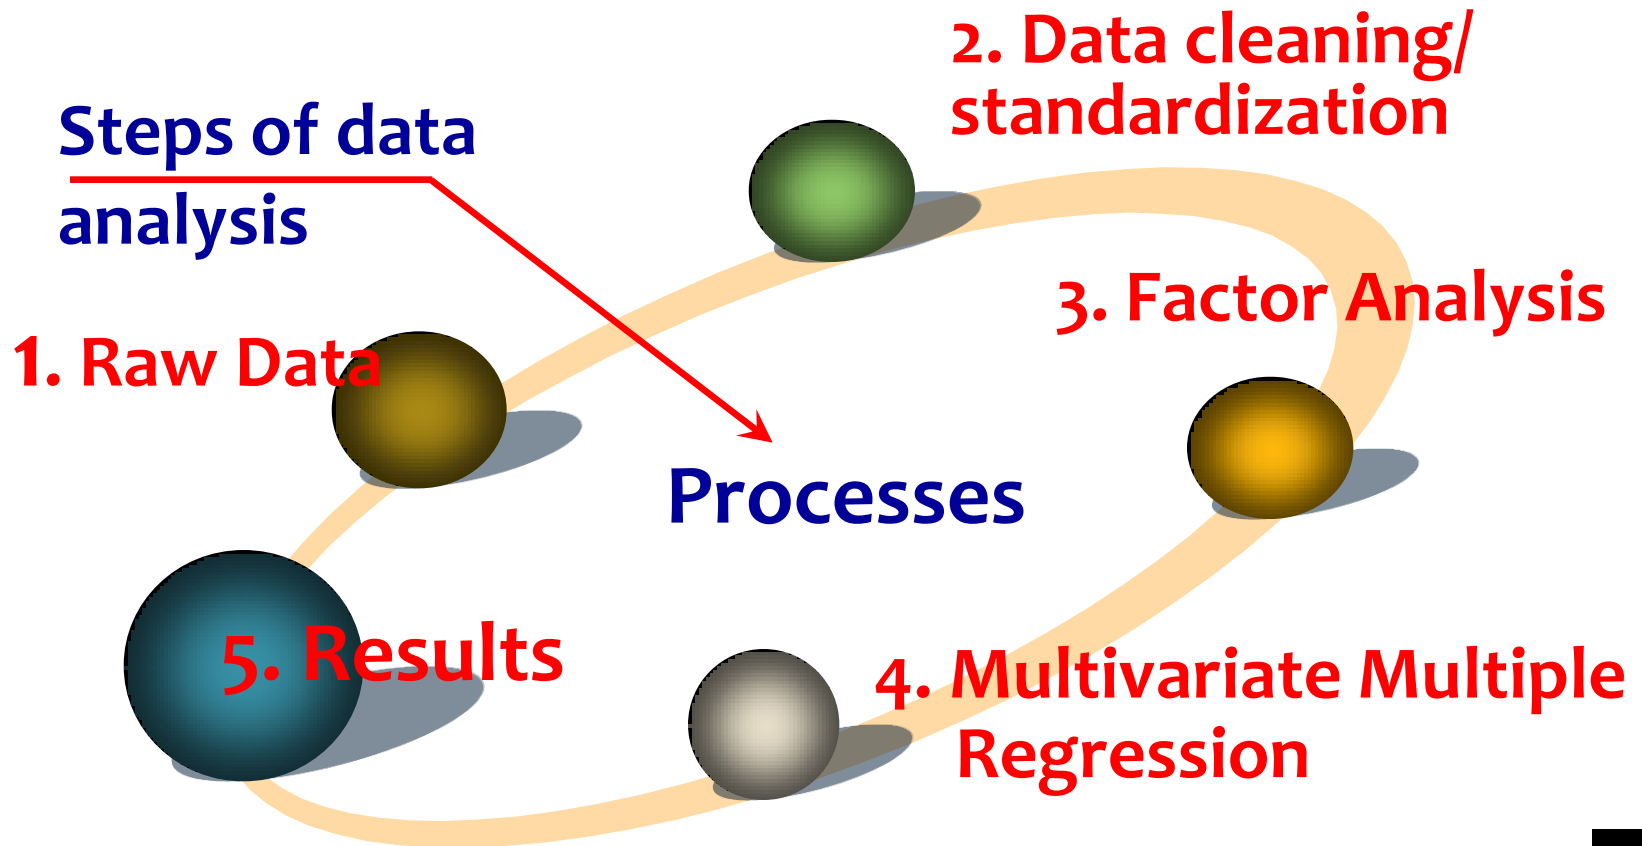 Steps of data
analysis
1. Raw Data
2. Data cleaning/
standardization
3. Factor Analysis
Processes
4. Multivariate Multiple
Regression
5. Results